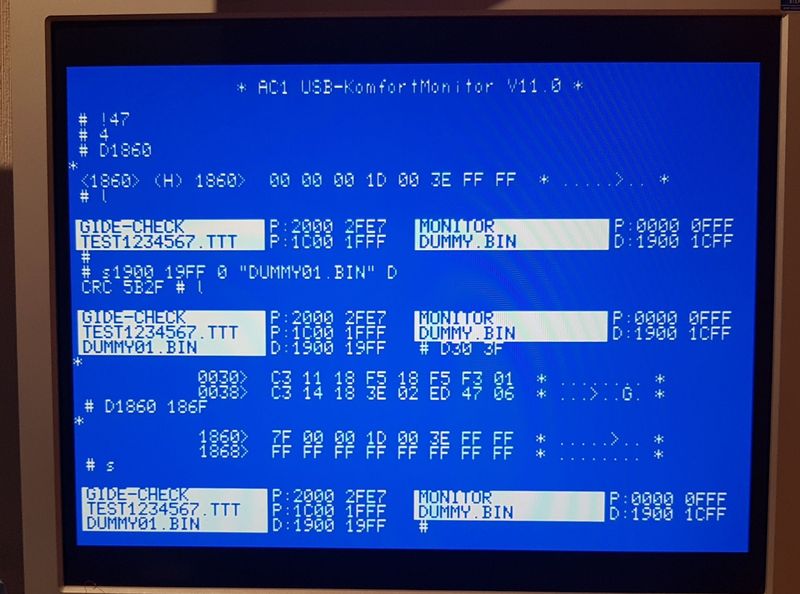 * AC1 USB-KomfortMonitor V11.0 *
# !47
# 4
# D1860
*
<1860> (H) 1860> 00 00 00 1D 00 3E FF FF * .....>.. *
# l
GIDE-CHECK P:2000 2FE7 MONITOR P:0000 0FFF
TEST1234567.TTT P:1C00 1FFF DUMMY.BIN D:1900 1CFF
#
# s1900 19FF 0 "DUMMY01.BIN" D
CRC 5B2F # l
GIDE-CHECK P:2000 2FE7 MONITOR P:0000 0FFF
TEST1234567.TTT P:1C00 1FFF DUMMY.BIN D:1900 1CFF
DUMMY01.BIN D:1900 19FF # D30 3F
*
0030> C3 11 18 F5 18 F5 F3 01 * ........ *
0038> C3 14 18 3E 02 ED 47 06 * ...>..G. *
# D1860 186F
*
1860> 7F 00 00 1D 00 3E FF FF * .....>.. *
1868> FF FF FF FF FF FF FF FF * ........ *
# s
GIDE-CHECK P:2000 2FE7 MONITOR P:0000 0FFF
TEST1234567.TTT P:1C00 1FFF DUMMY.BIN D:1900 1CFF
DUMMY01.BIN D:1900 19FF #